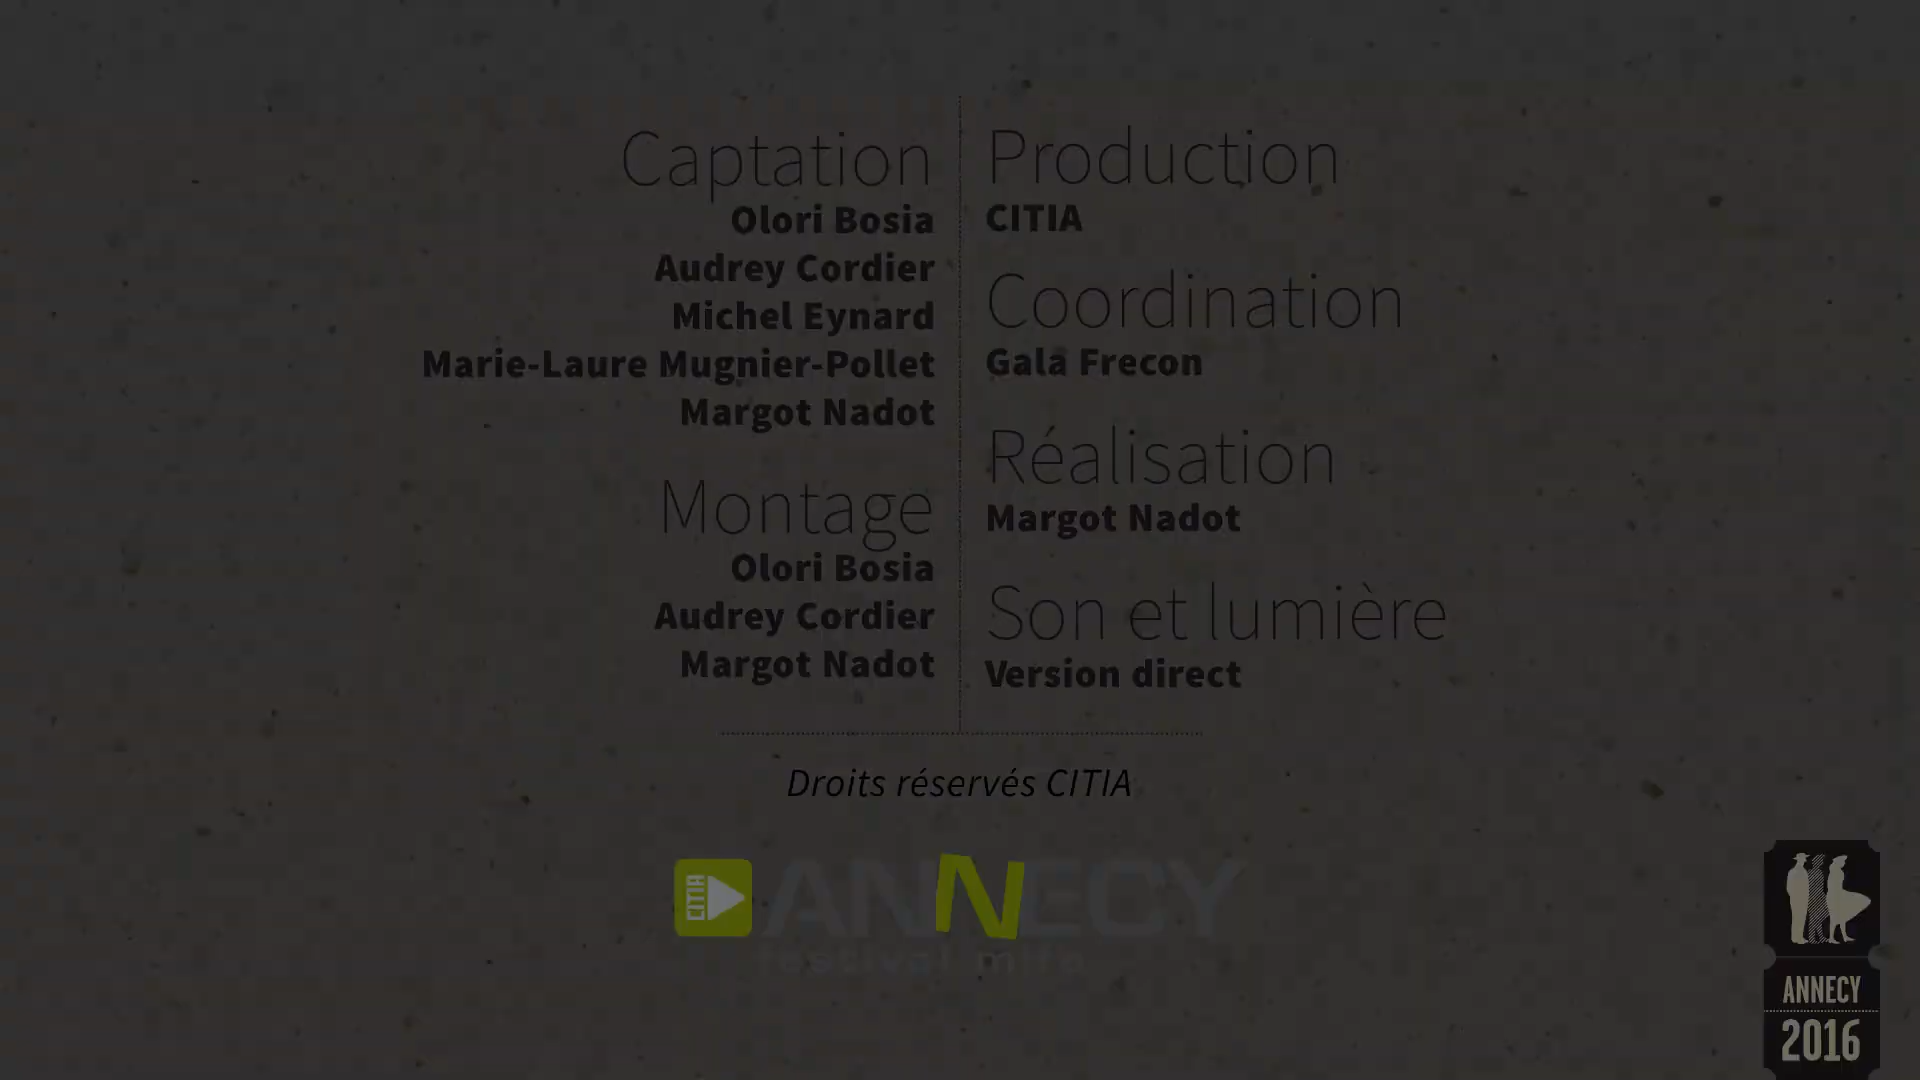 Captation
Olori Bosia
Audrey Cordier
Michel Eynard
Marie-Laure Mugnier-Pollet
Margot Nadot
Montage
Olori Bosia
Audrey Cordier
Margot Nadot
Production
CITIA
Coordination
Gala Frecon
Réalisation
Margot Nadot
Son et lumière
Version direct
Droits réservés CITIA
CITIA
ANNECY
festival mifa
ANNECY
2016